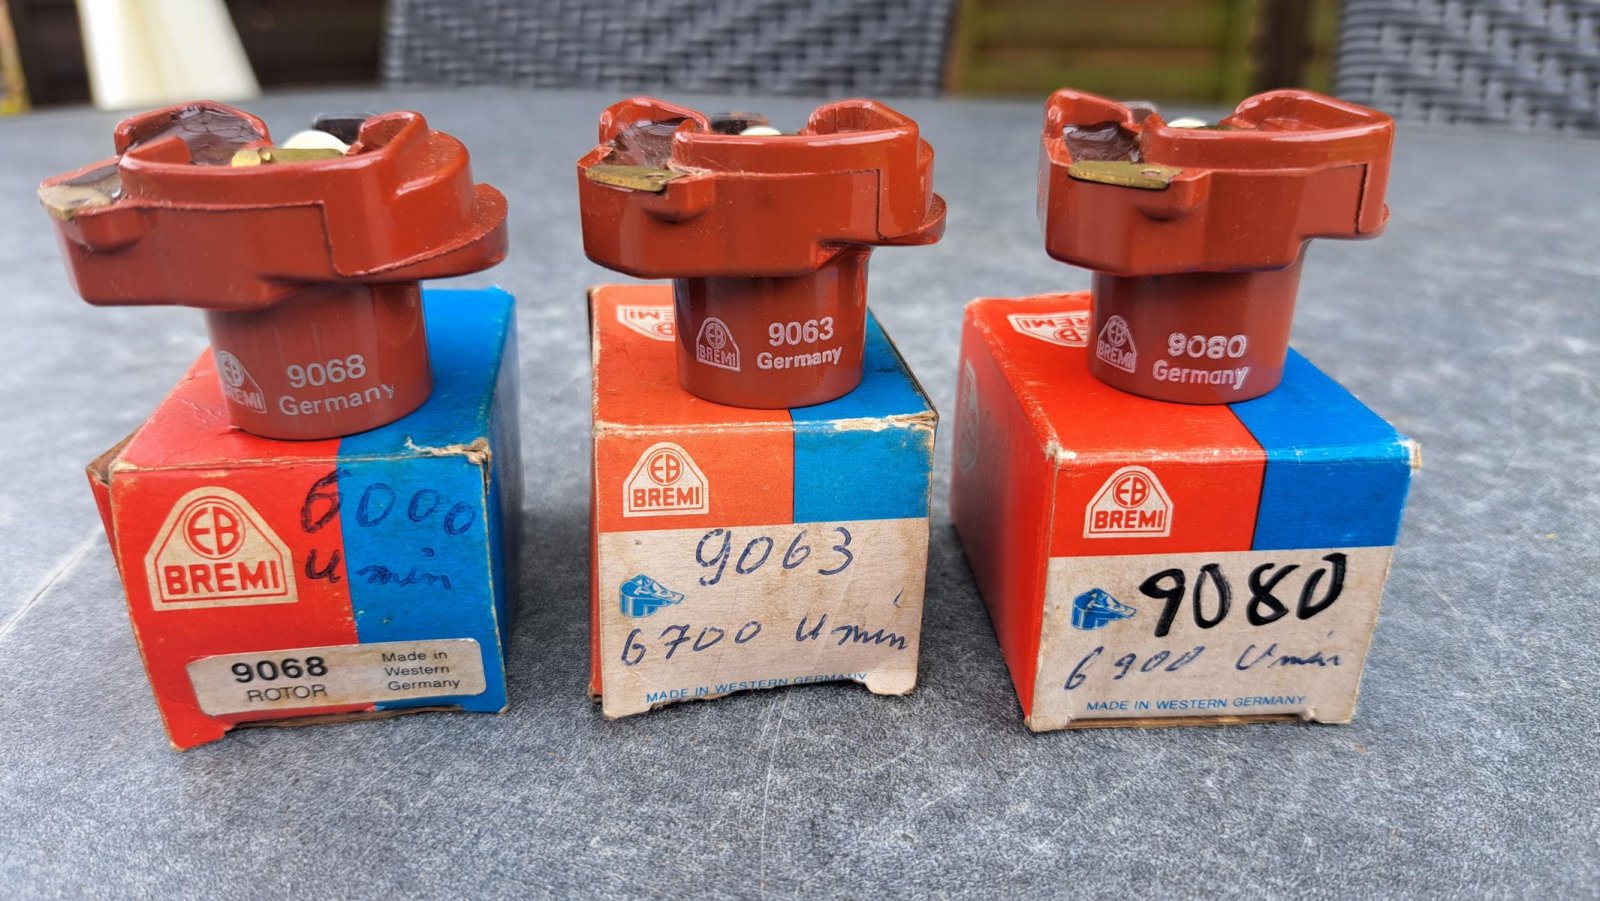 EB
BREMI
9068
Germany
EB
BREMI
6000
U min
9068
ROTOR
Made in
Western
Germany
EB
BREMI
9063
Germany
BREMI
EB
BREMI
9063
6700 U min
MADE IN WESTERN GERMANY
EB
BREMI
9080
Germany
BREMI
EB
BREMI
9080
6900 U min
MADE IN WESTERN GERMANY